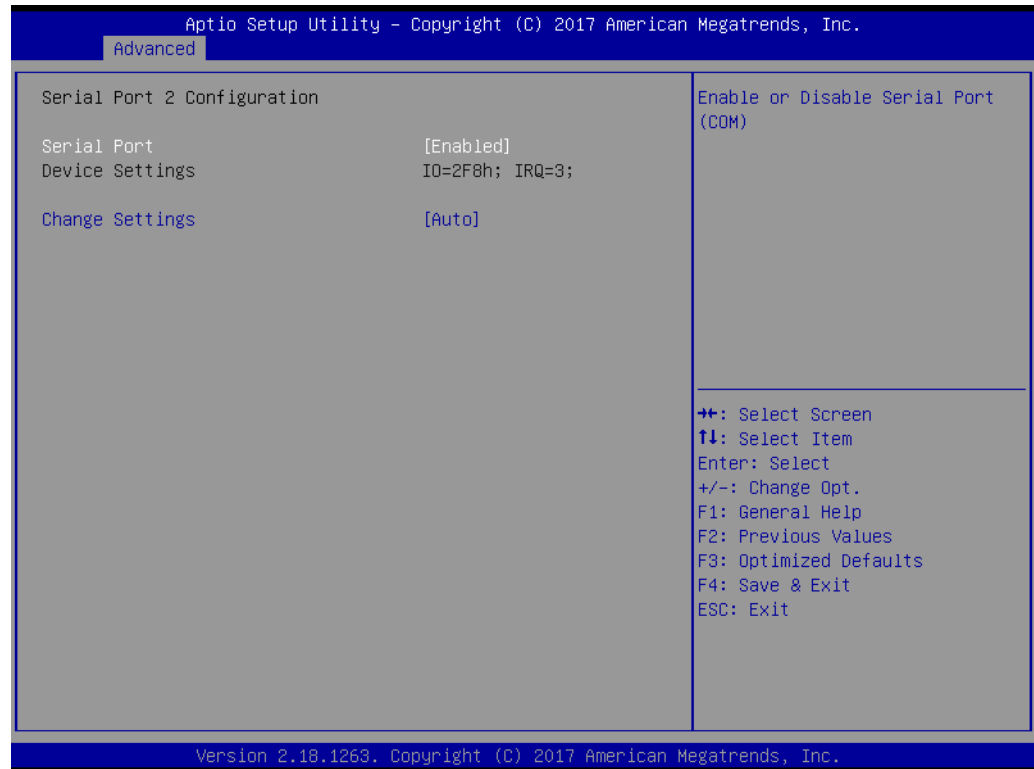 Aptio Setup Utility – Copyright (C) 2017 American Megatrends, Inc.
Advanced
Serial Port 2 Configuration
Serial Port [Enabled]
Device Settings IO=2F8h; IRQ=3;
Change Settings [Auto]
Enable or Disable Serial Port
(COM)
→←: Select Screen
↑↓: Select Item
Enter: Select
+/-: Change Opt.
F1: General Help
F2: Previous Values
F3: Optimized Defaults
F4: Save & Exit
ESC: Exit
Version 2.18.1263. Copyright (C) 2017 American Megatrends, Inc.